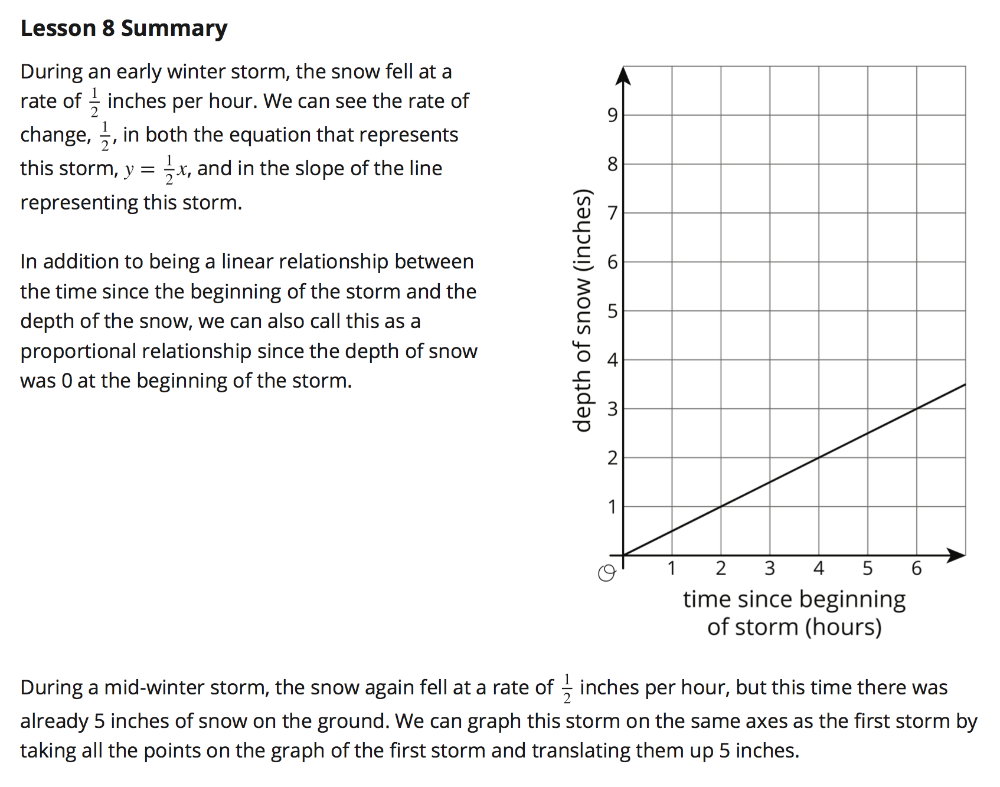 Lesson 8 Summary
During an early winter storm, the snow fell at a
rate of 1/2 inches per hour. We can see the rate of
change, 1/2, in both the equation that represents
this storm, y = 1/2x, and in the slope of the line
representing this storm.
In addition to being a linear relationship between
the time since the beginning of the storm and the
depth of the snow, we can also call this as a
proportional relationship since the depth of snow
was 0 at the beginning of the storm.
depth of snow (inches)
9
8
7
6
5
4
3
2
1
O
1 2 3 4 5 6
time since beginning
of storm (hours)
During a mid-winter storm, the snow again fell at a rate of 1/2 inches per hour, but this time there was
already 5 inches of snow on the ground. We can graph this storm on the same axes as the first storm by
taking all the points on the graph of the first storm and translating them up 5 inches.